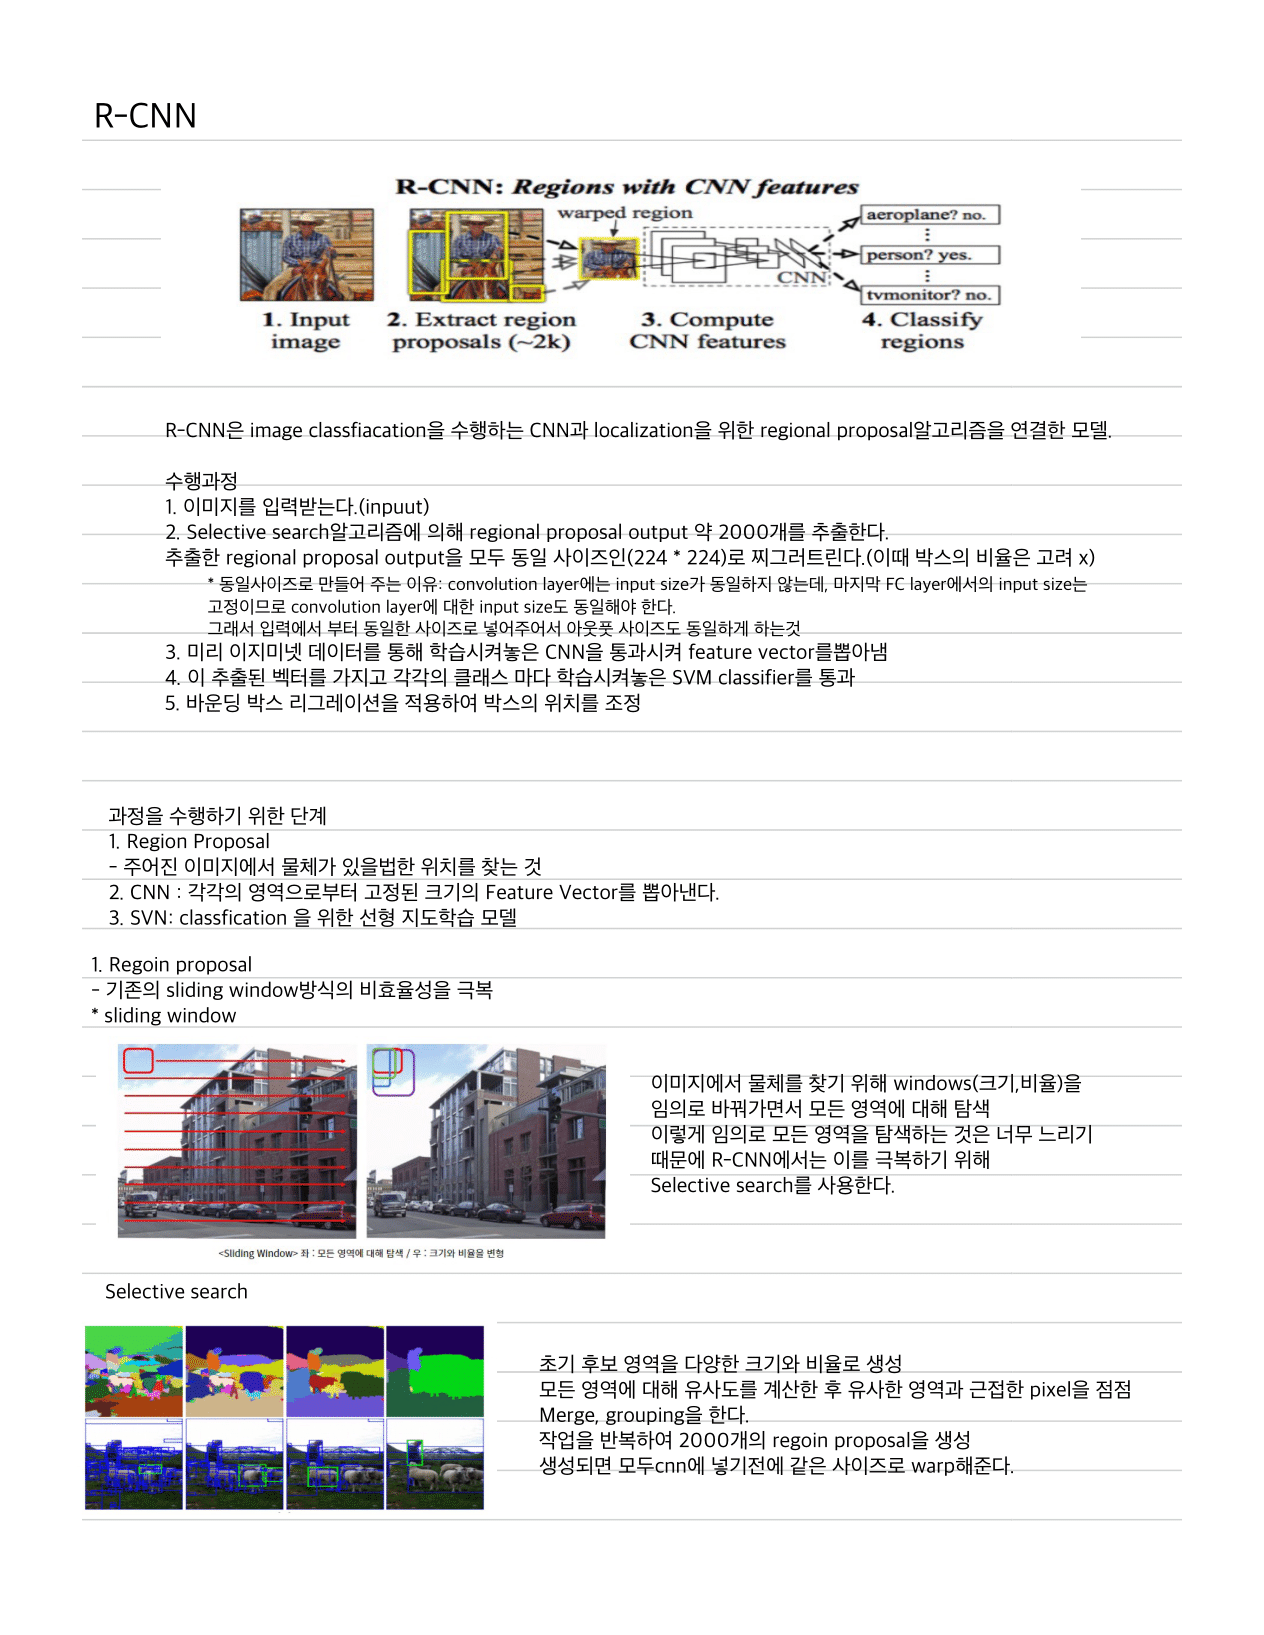 R-CNN
R-CNN: Regions with CNN features
warped region
aeroplane? no.
person? yes.
CNN
tvmonitor? no.
1. Input
image
2. Extract region
proposals (~2k)
3. Compute
CNN features
4. Classify
regions
R-CNN은 image classfiacation을 수행하는 CNN과 localization을 위한 regional proposal알고리즘을 연결한 모델.
수행과정
1. 이미지를 입력받는다.(inpuut)
2. Selective search알고리즘에 의해 regional proposal output 약 2000개를 추출한다.
추출한 regional proposal output을 모두 동일 사이즈인(224 * 224)로 찌그러트린다.(이때 박스의 비율은 고려 x)
* 동일사이즈로 만들어 주는 이유: convolution layer에는 input size가 동일하지 않는데, 마지막 FC layer에서의 input size는
고정이므로 convolution layer에 대한 input size도 동일해야 한다.
그래서 입력에서 부터 동일한 사이즈로 넣어주어서 아웃풋 사이즈도 동일하게 하는것
3. 미리 이지미넷 데이터를 통해 학습시켜놓은 CNN을 통과시켜 feature vector를뽑아냄
4. 이 추출된 벡터를 가지고 각각의 클래스 마다 학습시켜놓은 SVM classifier를 통과
5. 바운딩 박스 리그레이션을 적용하여 박스의 위치를 조정
과정을 수행하기 위한 단계
1. Region Proposal
- 주어진 이미지에서 물체가 있을법한 위치를 찾는 것
2. CNN : 각각의 영역으로부터 고정된 크기의 Feature Vector를 뽑아낸다.
3. SVN: classfication 을 위한 선형 지도학습 모델
1. Regoin proposal
- 기존의 sliding window방식의 비효율성을 극복
* sliding window
이미지에서 물체를 찾기 위해 windows(크기,비율)을
임의로 바꿔가면서 모든 영역에 대해 탐색
이렇게 임의로 모든 영역을 탐색하는 것은 너무 느리기
때문에 R-CNN에서는 이를 극복하기 위해
Selective search를 사용한다.
<Sliding Window> 좌 : 모든 영역에 대해 탐색 / 우 : 크기와 비율을 변형
Selective search
초기 후보 영역을 다양한 크기와 비율로 생성
모든 영역에 대해 유사도를 계산한 후 유사한 영역과 근접한 pixel을 점점
Merge, grouping을 한다.
작업을 반복하여 2000개의 regoin proposal을 생성
생성되면 모두cnn에 넣기전에 같은 사이즈로 warp해준다.